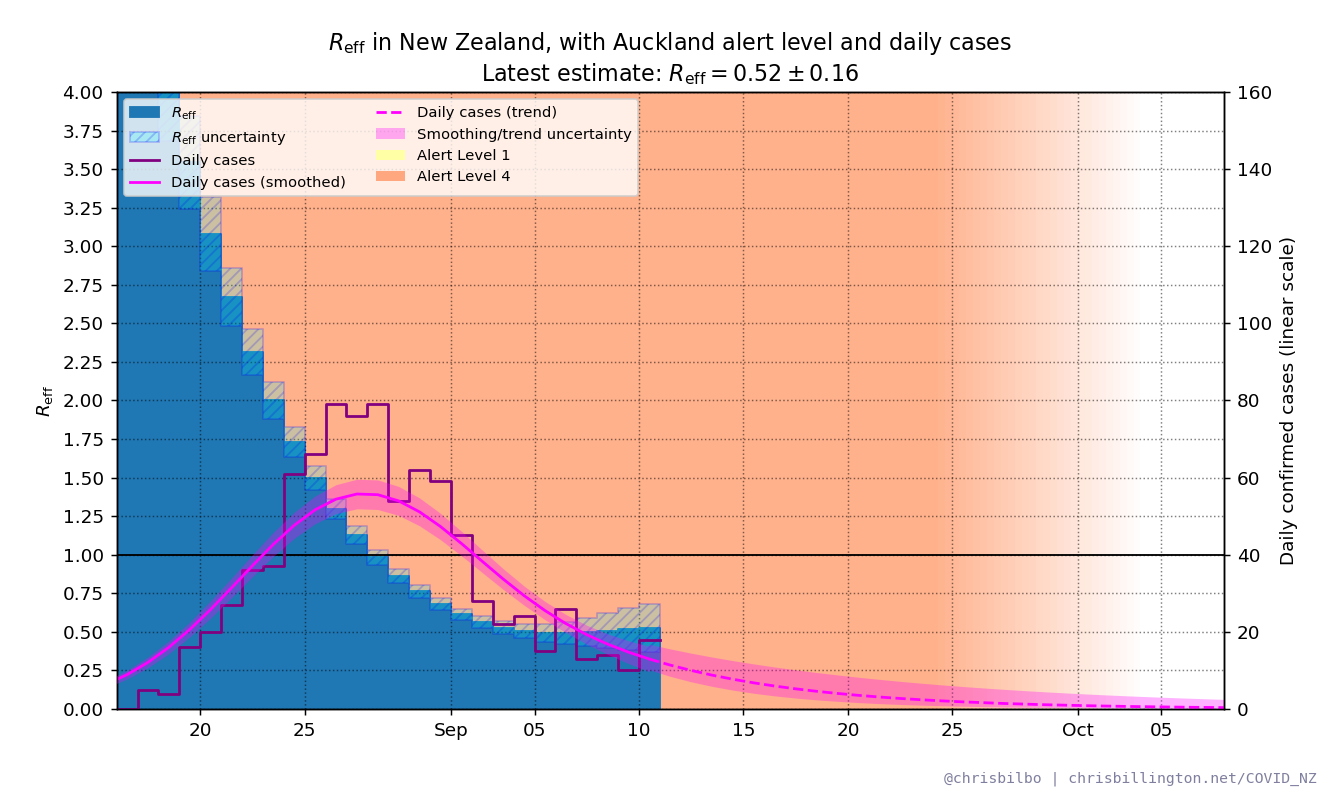 R_eff in New Zealand, with Auckland alert level and daily cases
Latest estimate: R_eff = 0.52 ± 0.16
R_eff
R_eff uncertainty
Daily cases
Daily cases (smoothed)
Daily cases (trend)
Smoothing/trend uncertainty
Alert Level 1
Alert Level 4
4.00
3.75
3.50
3.25
3.00
2.75
2.50
2.25
2.00
1.75
1.50
1.25
1.00
0.75
0.50
0.25
0.00
R_eff
160
140
120
100
80
60
40
20
0
Daily confirmed cases (linear scale)
20 25 Sep 05 10 15 20 25 Oct 05
@chrisbilbo | chrisbillington.net/COVID_NZ